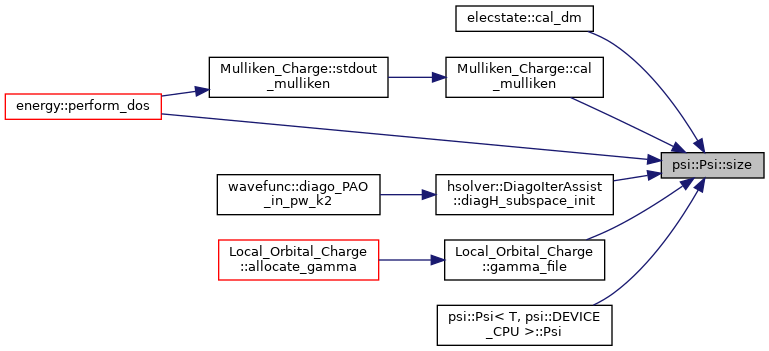 elecstate::cal_dm
Mulliken_Charge::stdout
_mulliken
Mulliken_Charge::cal
_mulliken
energy::perform_dos
psi::Psi::size
wavefunc::diago_PAO
_in_pw_k2
hsolver::DiagoIterAssist
::diagH_subspace_init
Local_Orbital_Charge
::allocate_gamma
Local_Orbital_Charge
::gamma_file
psi::Psi< T, psi::DEVICE
_CPU >::Psi